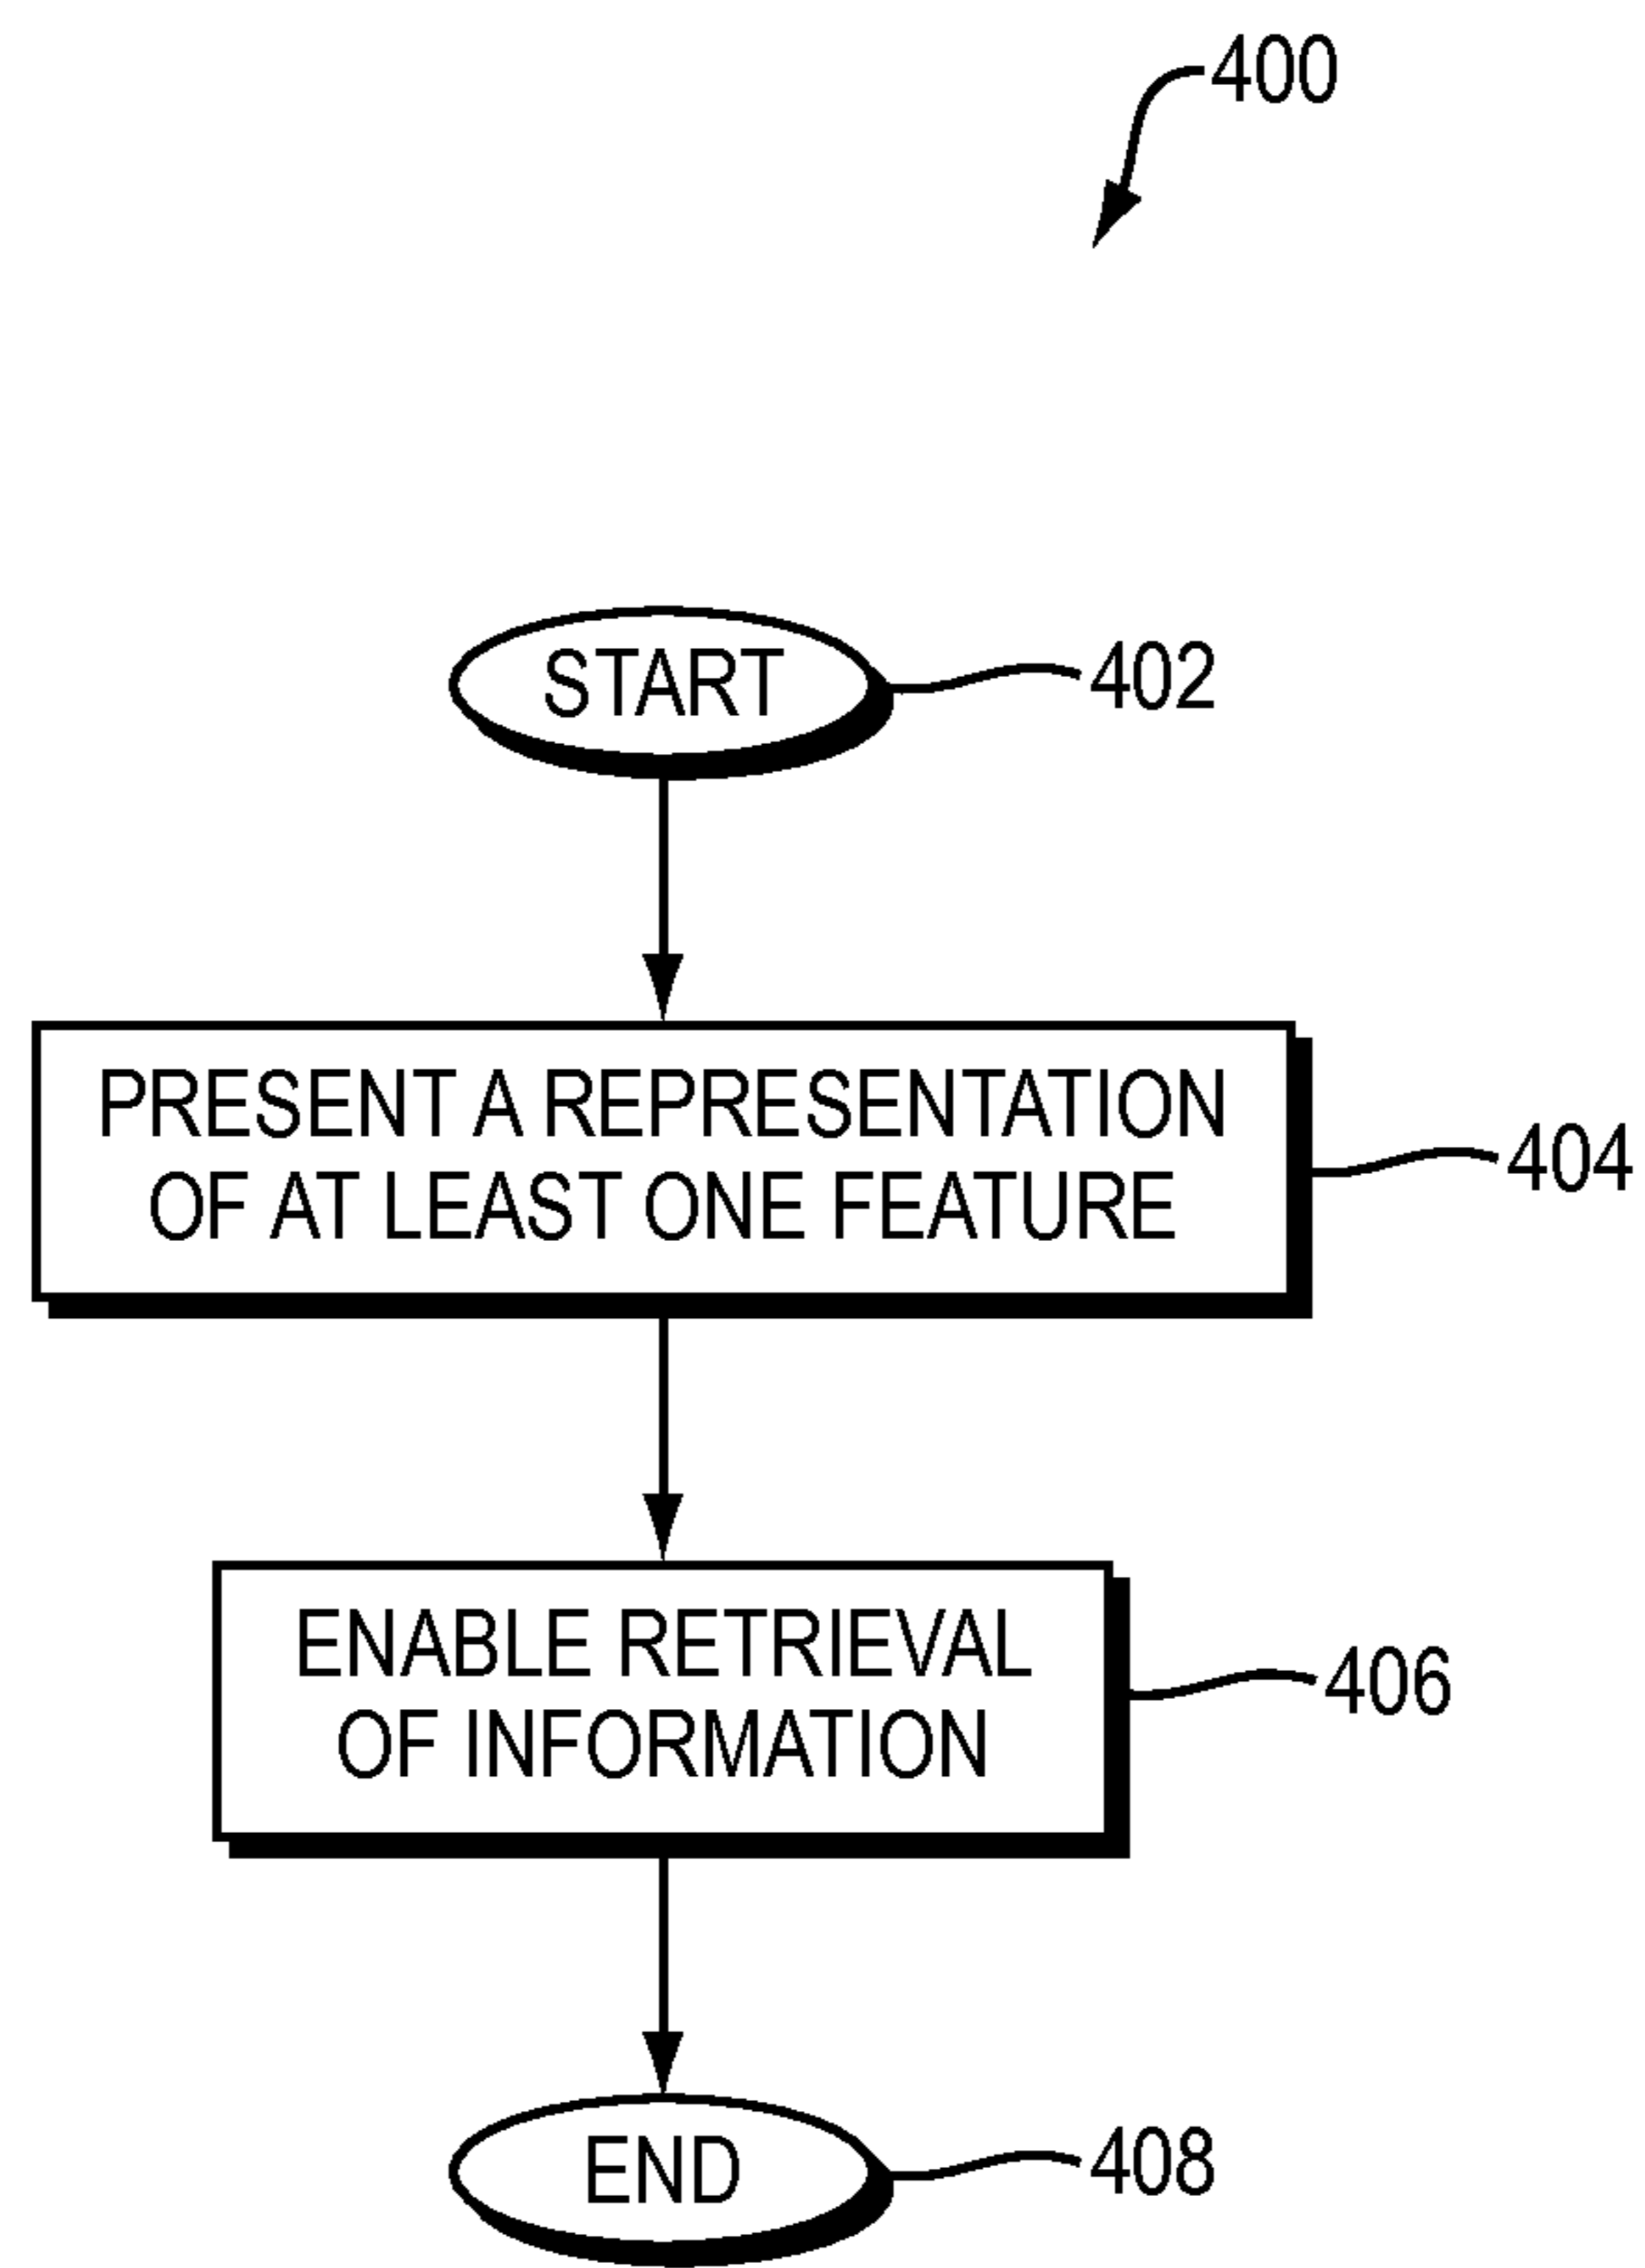 400
START
402
PRESENT A REPRESENTATION
OF AT LEAST ONE FEATURE
404
ENABLE RETRIEVAL
OF INFORMATION
406
END
408